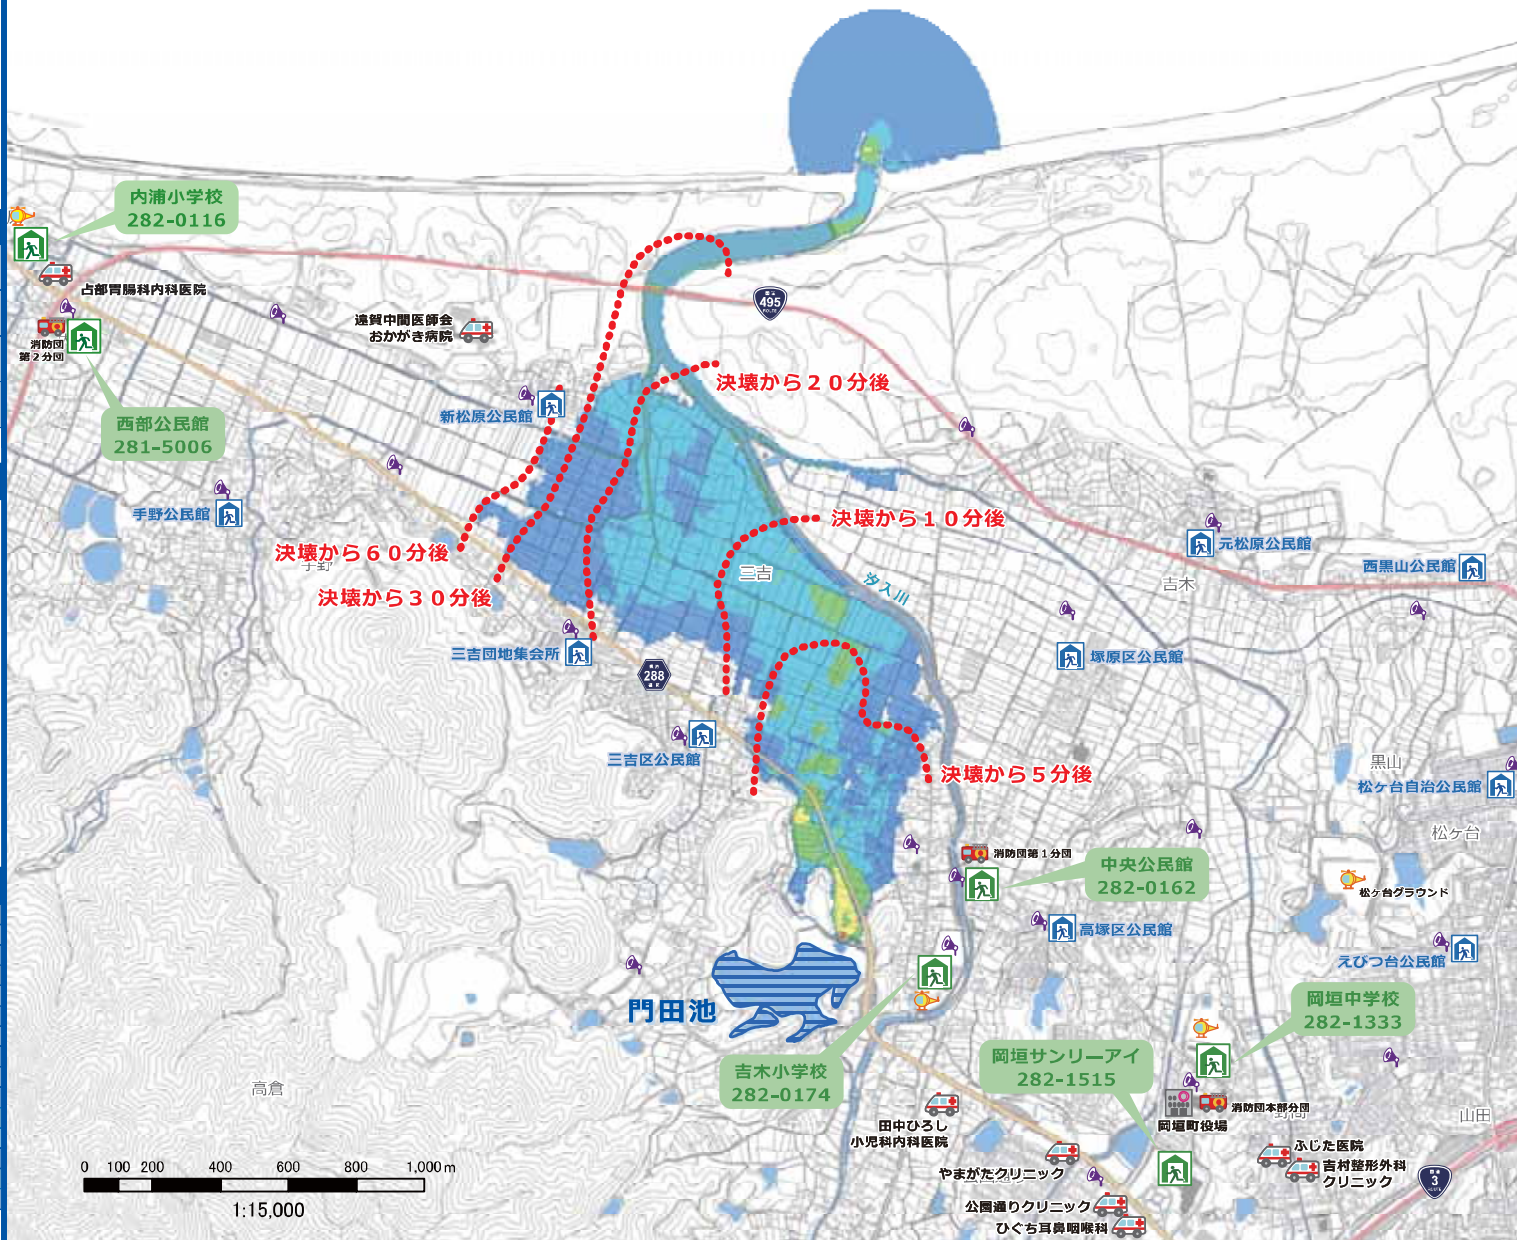 内浦小学校
282-0116
占部胃腸科内科医院
消防団
第2分団
遠賀中間医師会
おかがき病院
495
決壊から20分後
新松原公民館
西部公民館
281-5006
手野公民館
決壊から10分後
元松原公民館
西黒山公民館
決壊から60分後
手野
三吉
汐入川
吉木
決壊から30分後
三吉団地集会所
塚原区公民館
288
三吉区公民館
決壊から5分後
黒山
松ヶ台自治公民館
松ヶ台
消防団第1分団
中央公民館
282-0162
松ヶ台グラウンド
高塚区公民館
えびつ台公民館
門田池
岡垣中学校
282-1333
岡垣サンリーアイ
282-1515
吉木小学校
282-0174
高倉
消防団本部分団
野間
岡垣町役場
山田
田中ひろし
小児科内科医院
ふじた医院
吉村整形外科
クリニック
やまがたクリニック
3
公園通りクリニック
ひぐち耳鼻咽喉科
0 100 200 400 600 800 1,000m
1:15,000